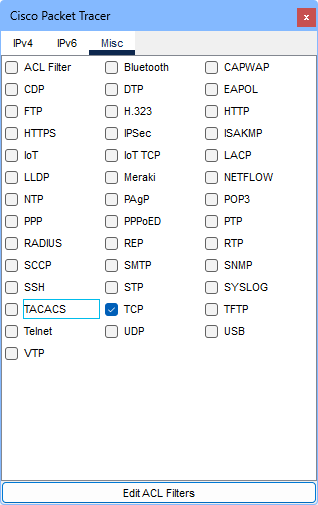 Cisco Packet Tracer
x
IPv4 IPv6 Misc
ACL Filter Bluetooth CAPWAP
CDP DTP EAPOL
FTP H.323 HTTP
HTTPS IPSec ISAKMP
IoT IoT TCP LACP
LLDP Meraki NETFLOW
NTP PAgP POP3
PPP PPPoED PTP
RADIUS REP RTP
SCCP SMTP SNMP
SSH STP SYSLOG
TACACS TCP TFTP
Telnet UDP USB
VTP
Edit ACL Filters